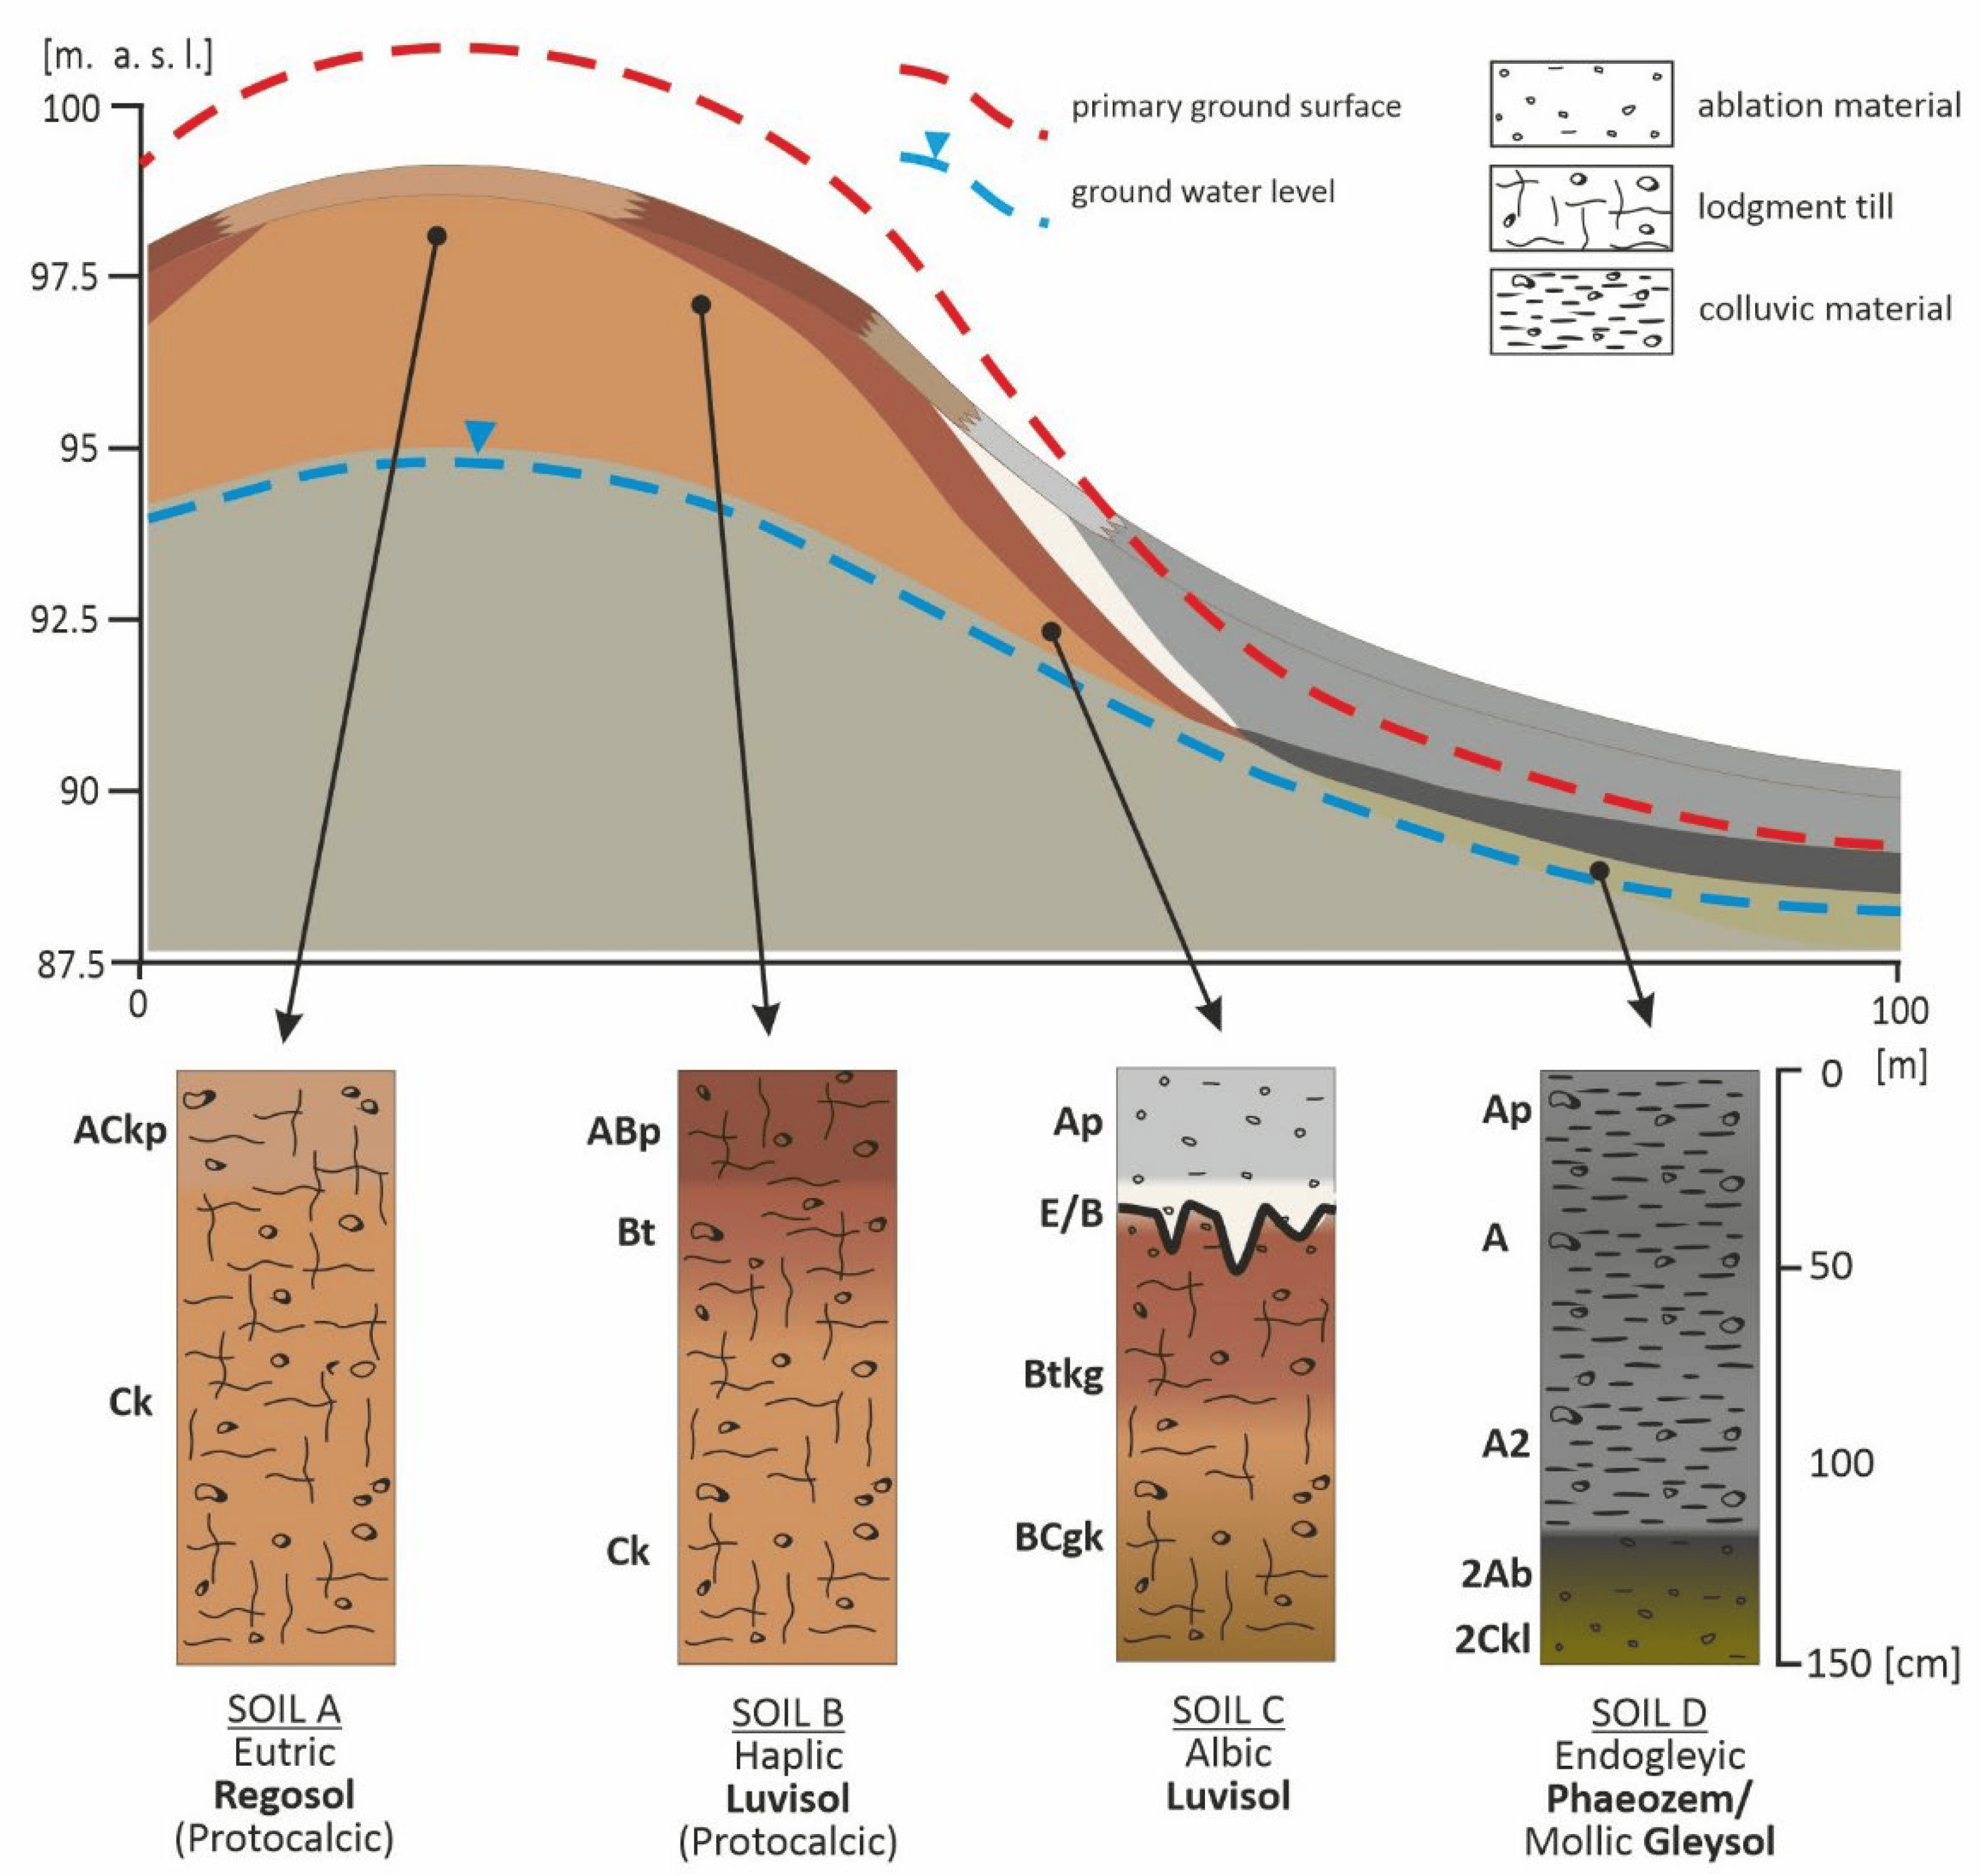 [m. a. s. l.]
100
97.5
95
92.5
90
87.5
0
100
[m]
primary ground surface
ground water level
ablation material
lodgment till
colluvic material
ACkp
Ck
ABp
Bt
Ck
Ap
E/B
Btkg
BCgk
Ap
A
A2
2Ab
2Ckl
0
50
100
150 [cm]
SOIL A
Eutric
Regosol
(Protocalcic)
SOIL B
Haplic
Luvisol
(Protocalcic)
SOIL C
Albic
Luvisol
SOIL D
Endogleyic
Phaeozem/
Mollic Gleysol